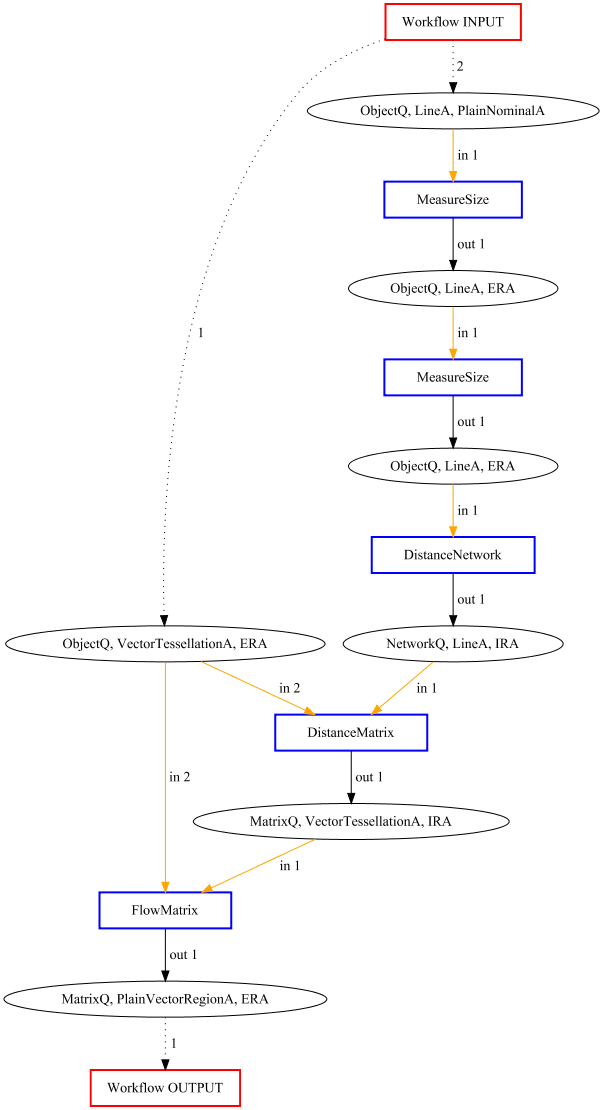 Workflow INPUT
2
ObjectQ, LineA, PlainNominalA
in 1
MeasureSize
out 1
ObjectQ, LineA, ERA
1
in 1
MeasureSize
out 1
ObjectQ, LineA, ERA
in 1
DistanceNetwork
out 1
ObjectQ, VectorTessellationA, ERA
NetworkQ, LineA, IRA
in 2
in 1
DistanceMatrix
in 2
out 1
MatrixQ, VectorTessellationA, IRA
in 1
FlowMatrix
out 1
MatrixQ, PlainVectorRegionA, ERA
1
Workflow OUTPUT